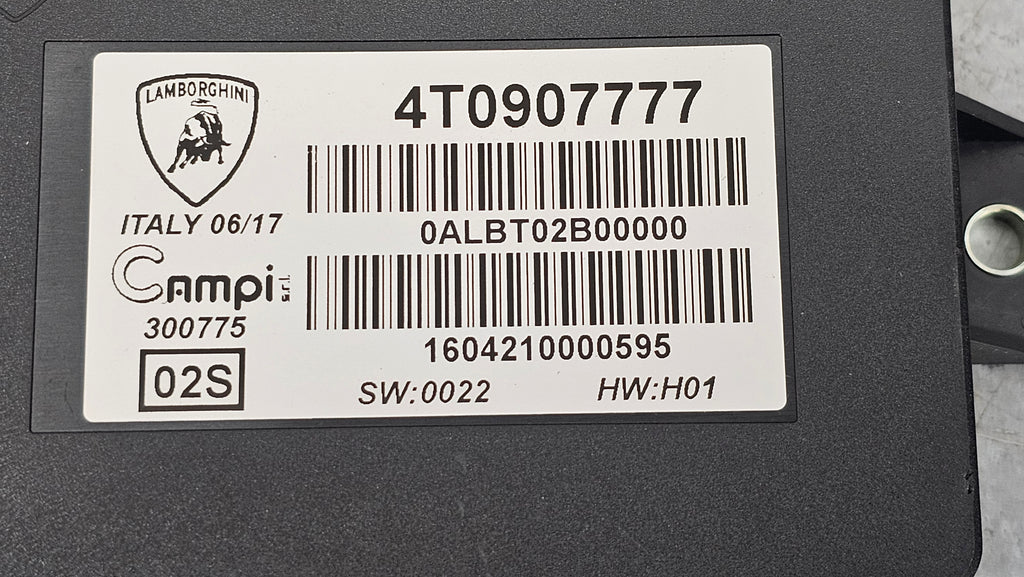 LAMBORGHINI
4T0907777
ITALY 06/17
0ALBT02B00000
Campi s.r.l.
300775
1604210000595
02S
SW:0022
HW:H01